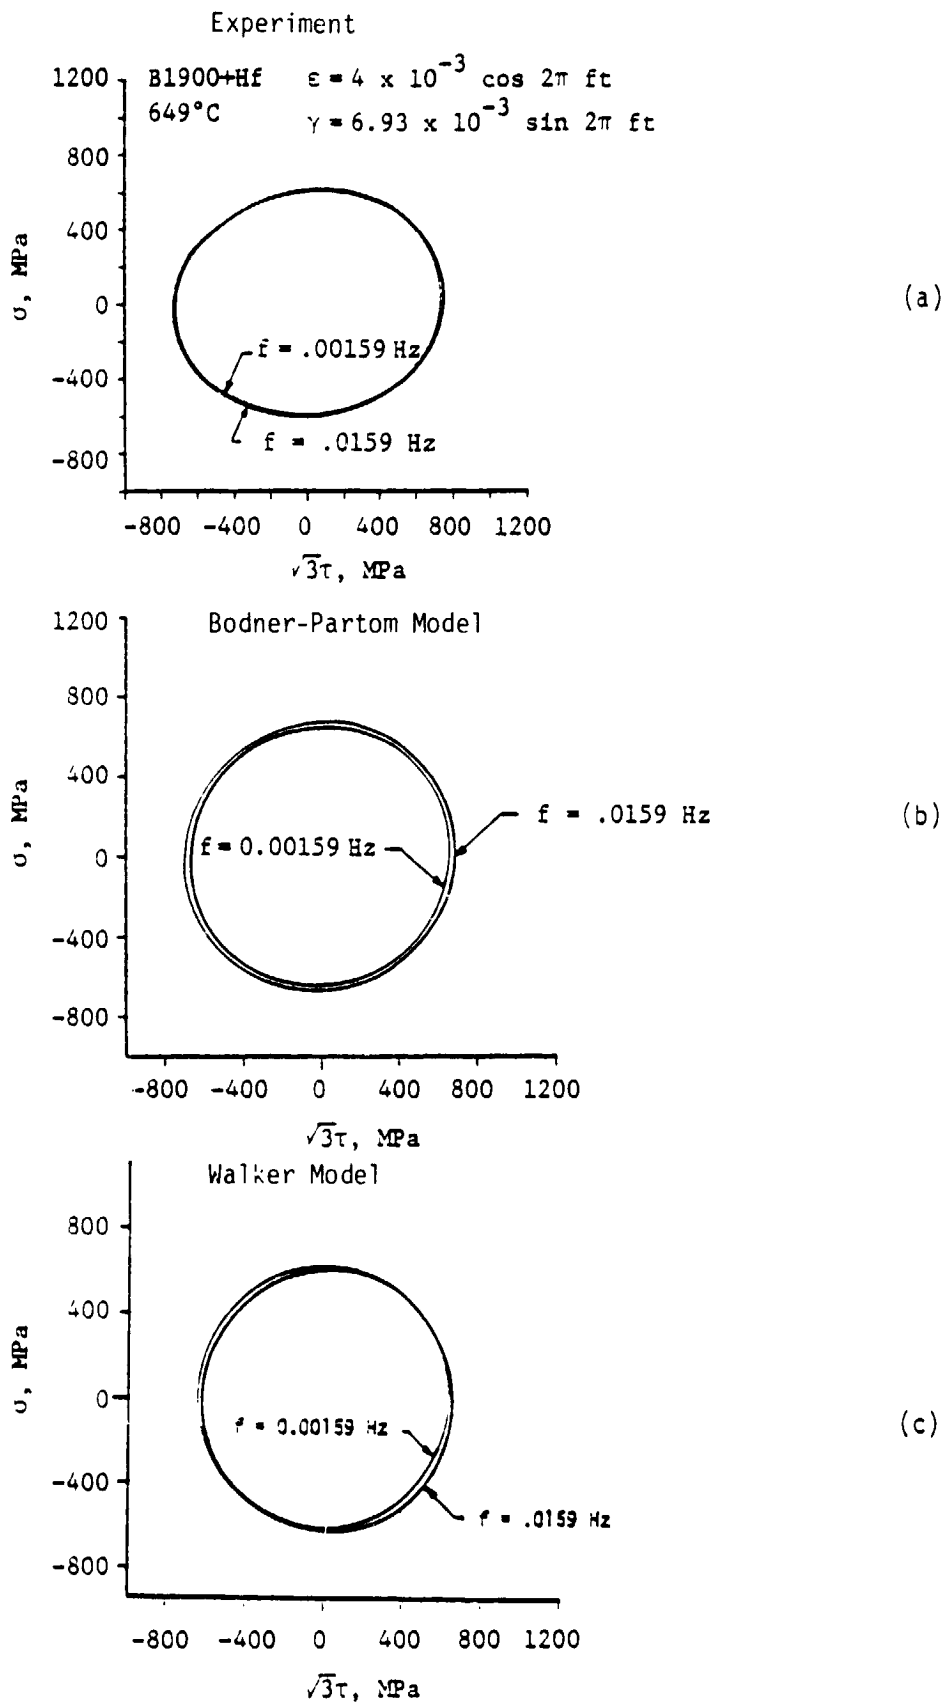 Experiment
1200
B1900+Hf
ε = 4 x 10⁻³ cos 2π ft
649°C
γ = 6.93 x 10⁻³ sin 2π ft
800
400
0
-400
-800
σ, MPa
f = .00159 Hz
f = .0159 Hz
(a)
-800 -400 0 400 800 1200
√3τ, MPa
Bodner-Partom Model
1200
800
400
0
-400
-800
σ, MPa
f = .0159 Hz
f = 0.00159 Hz
(b)
-800 -400 0 400 800 1200
√3τ, MPa
Walker Model
800
400
0
-400
-800
σ, MPa
f = 0.00159 Hz
f = .0159 Hz
(c)
-800 -400 0 400 800 1200
√3τ, MPa